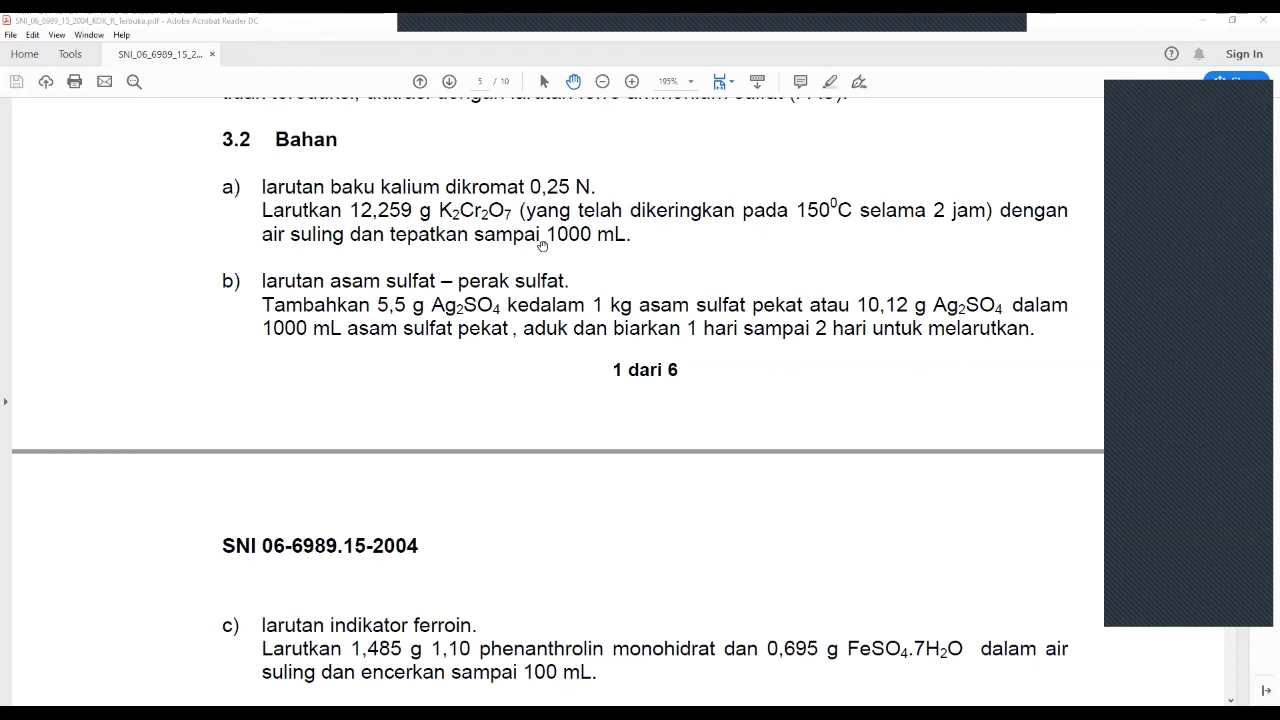 SNI_06_6989_15_2004_KOK_R_Terbuka.pdf - Adobe Acrobat Reader DC
File Edit View Window Help
Home Tools SNI_06_6989_15_2... × Sign In
5 / 10 195%
3.2 Bahan
a) larutan baku kalium dikromat 0,25 N.
Larutkan 12,259 g K₂Cr₂O₇ (yang telah dikeringkan pada 150⁰C selama 2 jam) dengan
air suling dan tepatkan sampai 1000 mL.
b) larutan asam sulfat – perak sulfat.
Tambahkan 5,5 g Ag₂SO₄ kedalam 1 kg asam sulfat pekat atau 10,12 g Ag₂SO₄ dalam
1000 mL asam sulfat pekat , aduk dan biarkan 1 hari sampai 2 hari untuk melarutkan.
1 dari 6
SNI 06-6989.15-2004
c) larutan indikator ferroin.
Larutkan 1,485 g 1,10 phenanthrolin monohidrat dan 0,695 g FeSO₄.7H₂O dalam air
suling dan encerkan sampai 100 mL.